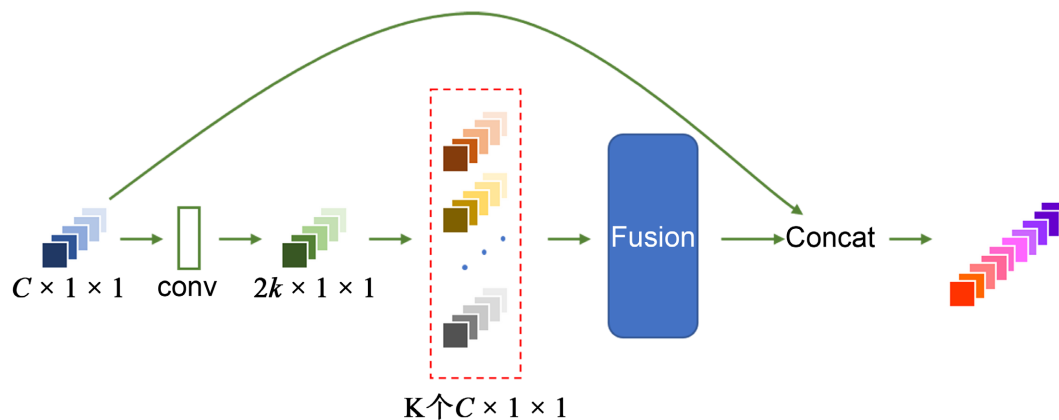 Fusion
Concat
C × 1 × 1
conv
2k × 1 × 1
K个C × 1 × 1